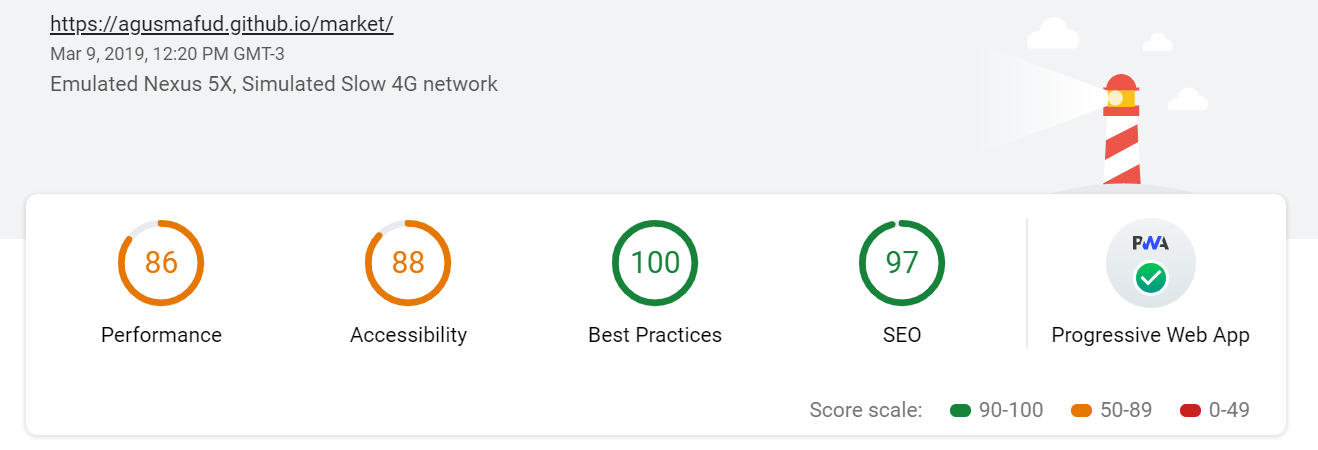 https://agusmafud.github.io/market/
Mar 9, 2019, 12:20 PM GMT-3
Emulated Nexus 5X, Simulated Slow 4G network
86 88 100 97 PWA
Performance Accessibility Best Practices SEO Progressive Web App
Score scale: 90-100 50-89 0-49